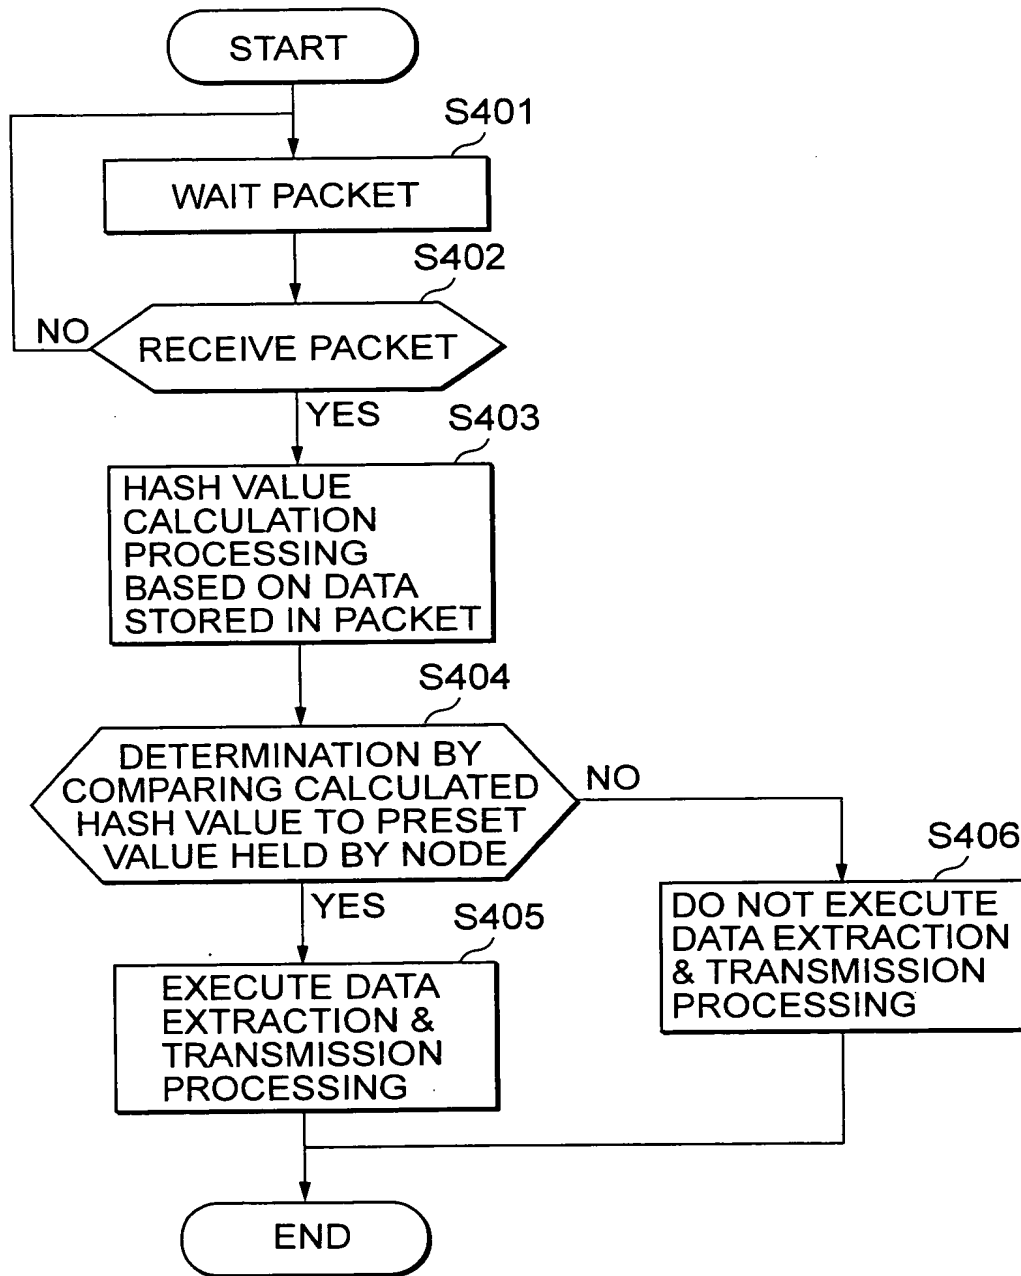 START
S401
WAIT PACKET
S402
NO
RECEIVE PACKET
YES
S403
HASH VALUE
CALCULATION
PROCESSING
BASED ON DATA
STORED IN PACKET
S404
DETERMINATION BY
COMPARING CALCULATED
HASH VALUE TO PRESET
VALUE HELD BY NODE
NO
YES
S405
S406
EXECUTE DATA
EXTRACTION &
TRANSMISSION
PROCESSING
DO NOT EXECUTE
DATA EXTRACTION
& TRANSMISSION
PROCESSING
END